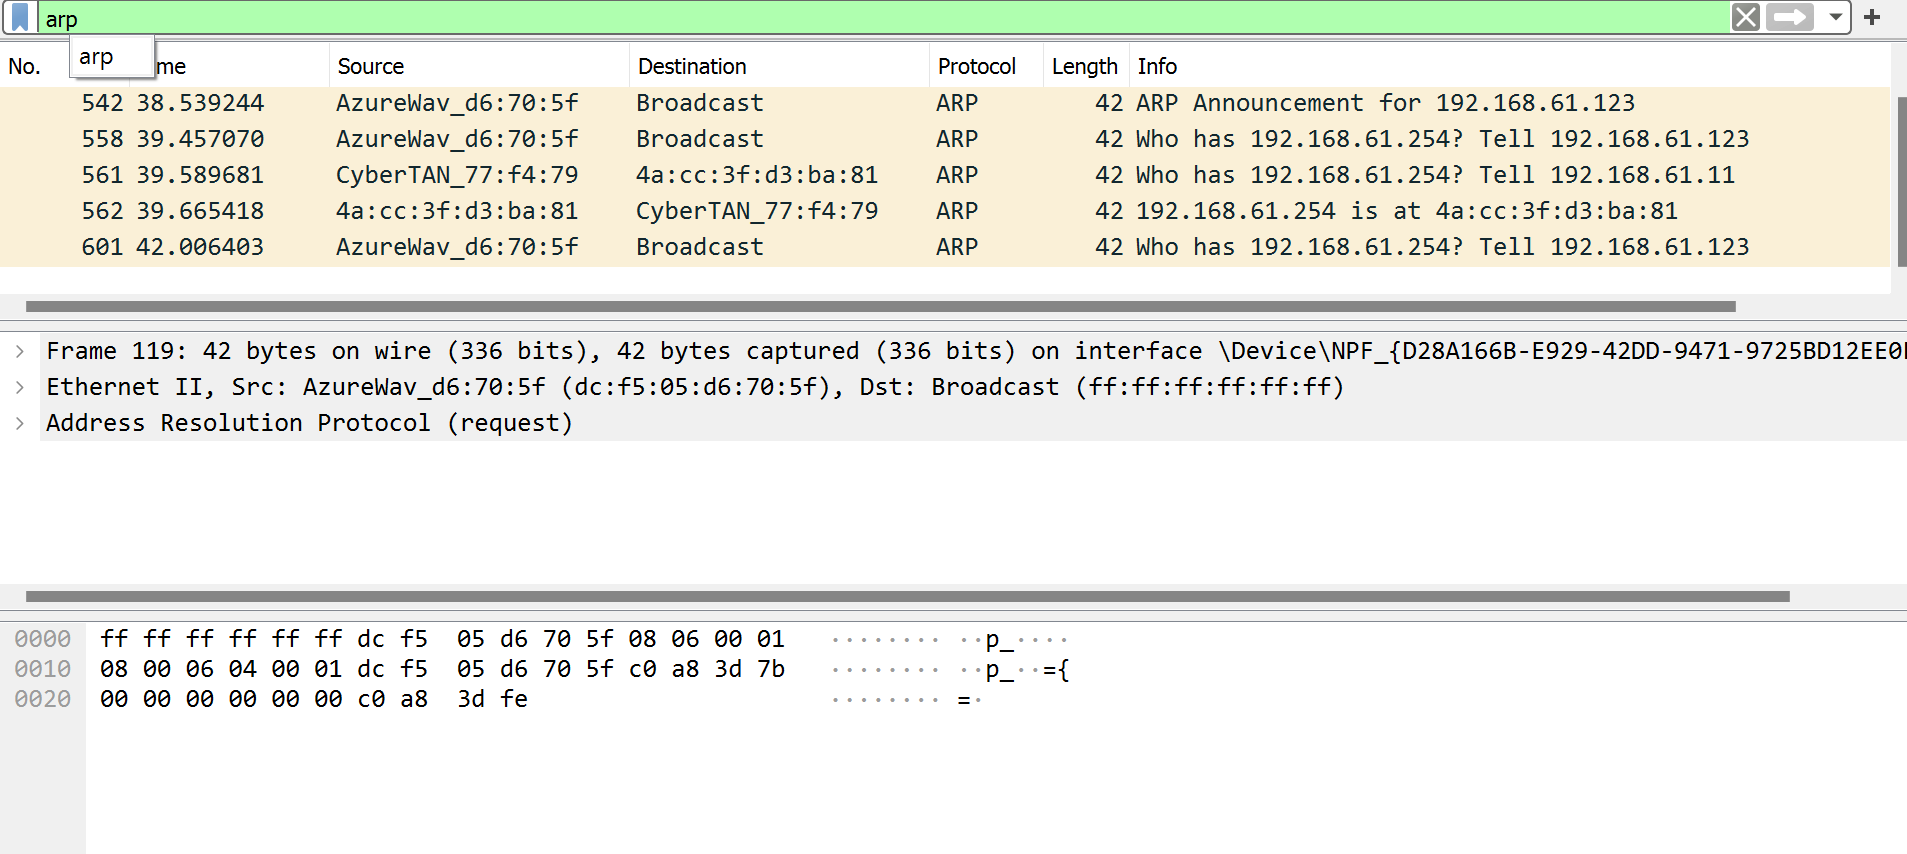 arp
arp
No. me Source Destination Protocol Length Info
542 38.539244 AzureWav_d6:70:5f Broadcast ARP 42 ARP Announcement for 192.168.61.123
558 39.457070 AzureWav_d6:70:5f Broadcast ARP 42 Who has 192.168.61.254? Tell 192.168.61.123
561 39.589681 CyberTAN_77:f4:79 4a:cc:3f:d3:ba:81 ARP 42 Who has 192.168.61.254? Tell 192.168.61.11
562 39.665418 4a:cc:3f:d3:ba:81 CyberTAN_77:f4:79 ARP 42 192.168.61.254 is at 4a:cc:3f:d3:ba:81
601 42.006403 AzureWav_d6:70:5f Broadcast ARP 42 Who has 192.168.61.254? Tell 192.168.61.123
Frame 119: 42 bytes on wire (336 bits), 42 bytes captured (336 bits) on interface \Device\NPF_{D28A166B-E929-42DD-9471-9725BD12EE0
Ethernet II, Src: AzureWav_d6:70:5f (dc:f5:05:d6:70:5f), Dst: Broadcast (ff:ff:ff:ff:ff:ff)
Address Resolution Protocol (request)
0000 ff ff ff ff ff ff dc f5 05 d6 70 5f 08 06 00 01 ········ ··p_····
0010 08 00 06 04 00 01 dc f5 05 d6 70 5f c0 a8 3d 7b ········ ··p_··={
0020 00 00 00 00 00 00 c0 a8 3d fe ········ =·